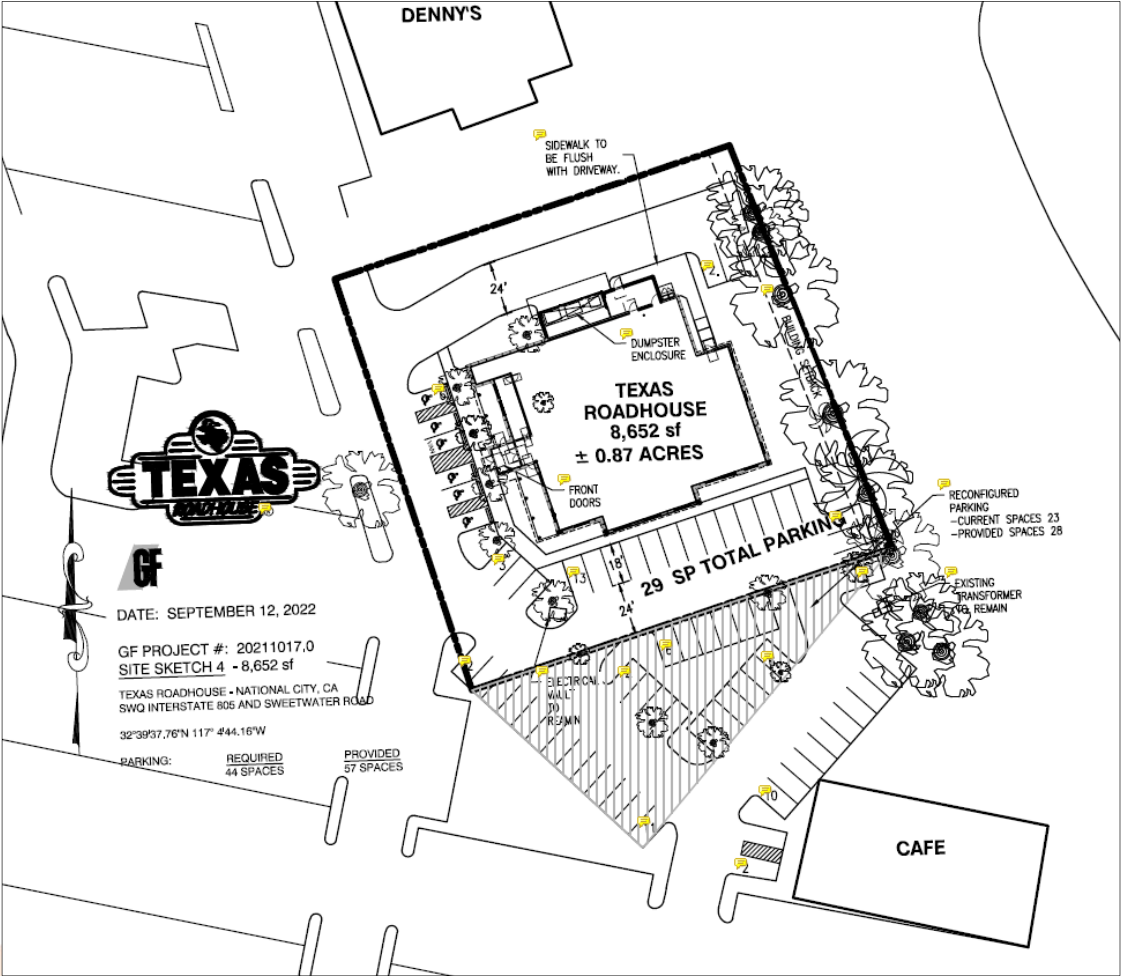 DENNY'S
SIDEWALK TO
BE FLUSH
WITH DRIVEWAY.
2.
24'
DUMPSTER
ENCLOSURE
BUILDING SETBACK
TEXAS
ROADHOUSE
8,652 sf
± 0.87 ACRES
FRONT
DOORS
TEXAS
ROADHOUSE
RECONFIGURED
PARKING
-CURRENT SPACES 23
-PROVIDED SPACES 28
29 SP TOTAL PARKING
18'
24'
13
EXISTING
TRANSFORMER
TO REMAIN
GF
DATE: SEPTEMBER 12, 2022
GF PROJECT #: 20211017.0
SITE SKETCH 4 - 8,652 sf
TEXAS ROADHOUSE - NATIONAL CITY, CA
SWQ INTERSTATE 805 AND SWEETWATER ROAD
32°39'37.76"N 117° 4'44.16"W
PARKING:
REQUIRED
44 SPACES
PROVIDED
57 SPACES
ELECTRICAL
VAULT
TO
REAMIN
10
2
CAFE